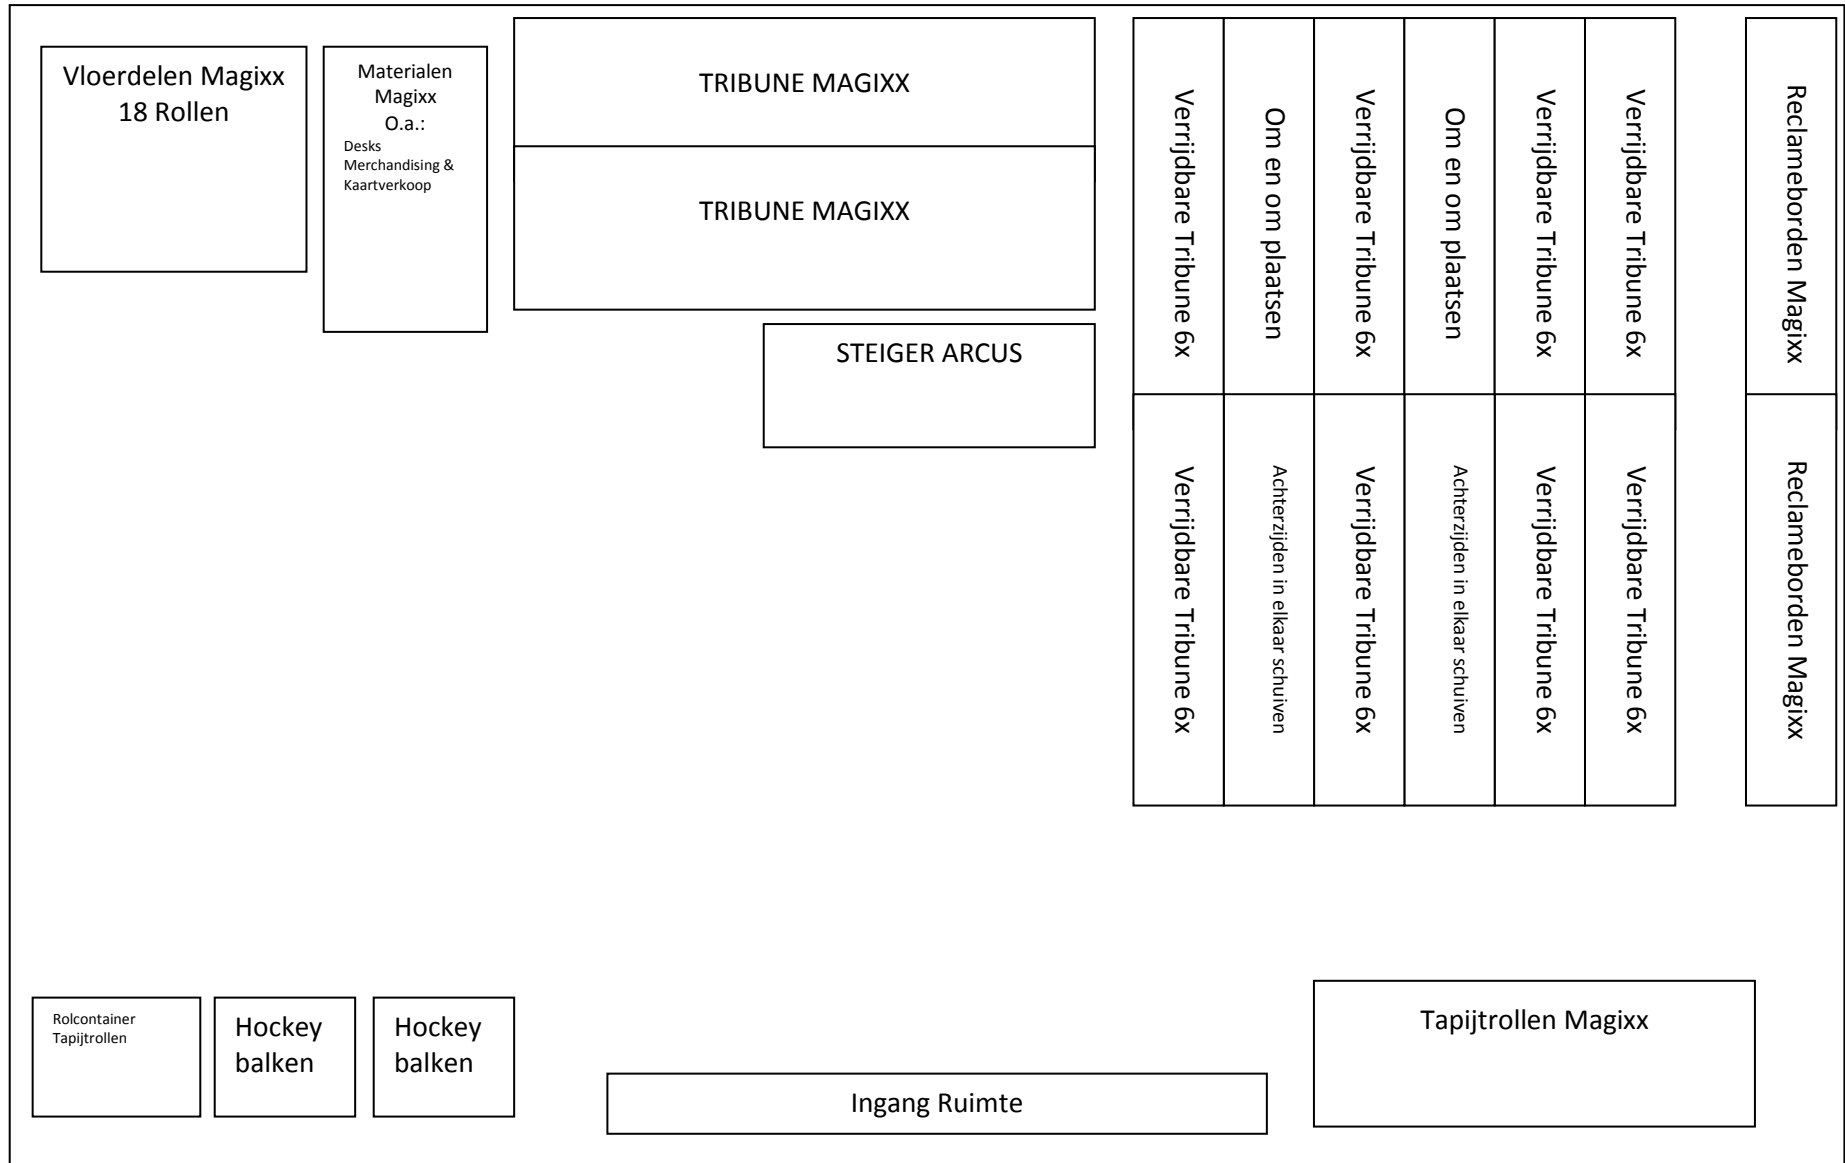 Vloerdelen Magixx
18 Rollen
Materialen
Magixx
O.a.:
Desks
Merchandising &
Kaartverkoop
TRIBUNE MAGIXX
TRIBUNE MAGIXX
STEIGER ARCUS
Verrijdbare Tribune 6x
Om en om plaatsen
Verrijdbare Tribune 6x
Om en om plaatsen
Verrijdbare Tribune 6x
Verrijdbare Tribune 6x
Reclameborden Magixx
Verrijdbare Tribune 6x
Achterzijden in elkaar schuiven
Verrijdbare Tribune 6x
Achterzijden in elkaar schuiven
Verrijdbare Tribune 6x
Verrijdbare Tribune 6x
Reclameborden Magixx
Rolcontainer
Tapijtrollen
Hockey
balken
Hockey
balken
Ingang Ruimte
Tapijtrollen Magixx